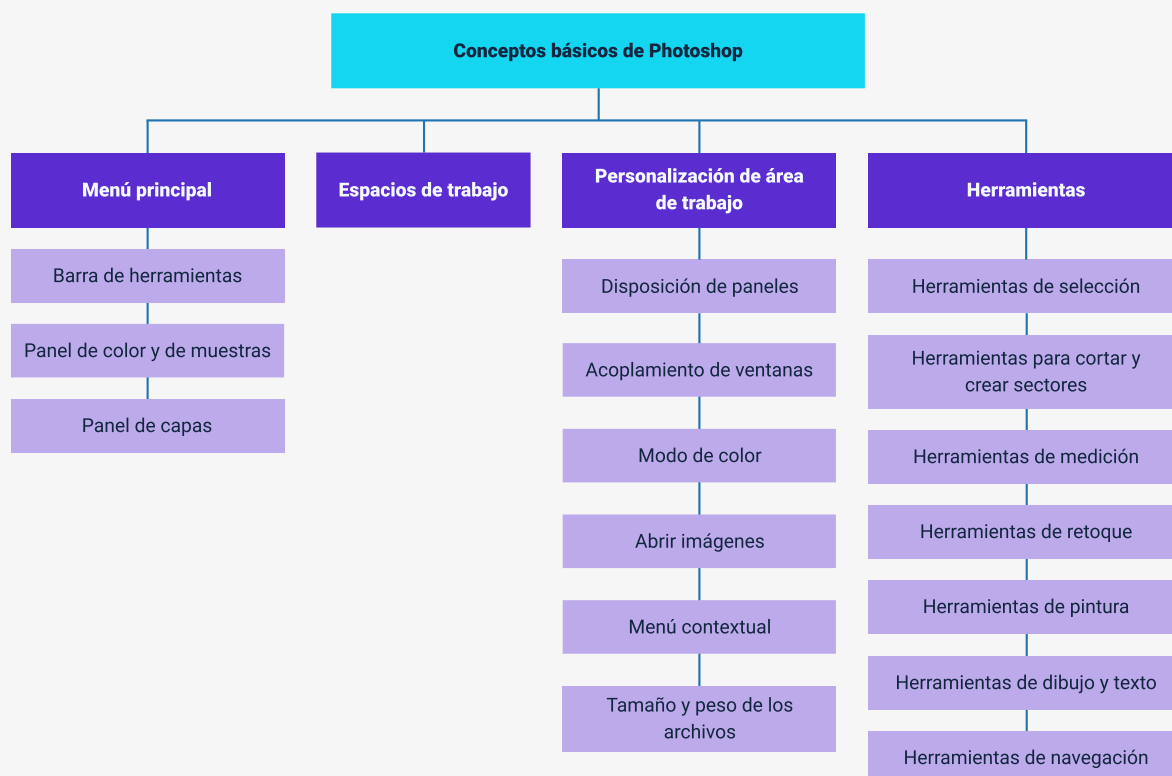 Conceptos básicos de Photoshop
Menú principal
Barra de herramientas
Panel de color y de muestras
Panel de capas
Espacios de trabajo
Personalización de área
de trabajo
Disposición de paneles
Acoplamiento de ventanas
Modo de color
Abrir imágenes
Menú contextual
Tamaño y peso de los
archivos
Herramientas
Herramientas de selección
Herramientas para cortar y
crear sectores
Herramientas de medición
Herramientas de retoque
Herramientas de pintura
Herramientas de dibujo y texto
Herramientas de navegación